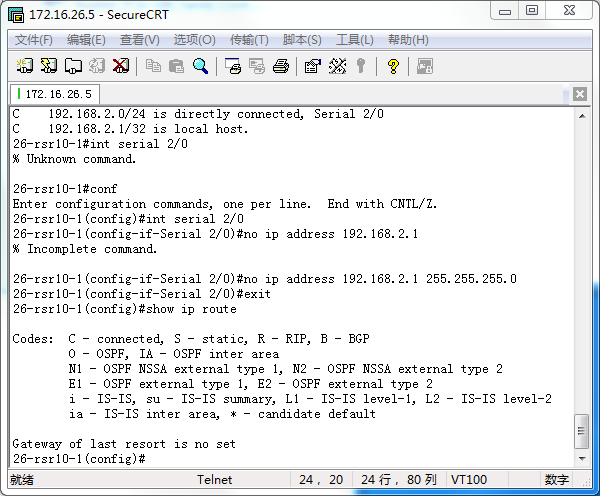 172.16.26.5 - SecureCRT
文件(F) 编辑(E) 查看(V) 选项(O) 传输(T) 脚本(S) 工具(L) 帮助(H)
172.16.26.5
C    192.168.2.0/24 is directly connected, Serial 2/0
C    192.168.2.1/32 is local host.
26-rsr10-1#int serial 2/0
% Unknown command.
26-rsr10-1#conf
Enter configuration commands, one per line.  End with CNTL/Z.
26-rsr10-1(config)#int serial 2/0
26-rsr10-1(config-if-Serial 2/0)#no ip address 192.168.2.1
% Incomplete command.
26-rsr10-1(config-if-Serial 2/0)#no ip address 192.168.2.1 255.255.255.0
26-rsr10-1(config-if-Serial 2/0)#exit
26-rsr10-1(config)#show ip route
Codes:  C - connected, S - static, R - RIP, B - BGP
        O - OSPF, IA - OSPF inter area
        N1 - OSPF NSSA external type 1, N2 - OSPF NSSA external type 2
        E1 - OSPF external type 1, E2 - OSPF external type 2
        i - IS-IS, su - IS-IS summary, L1 - IS-IS level-1, L2 - IS-IS level-2
        ia - IS-IS inter area, * - candidate default
Gateway of last resort is no set
26-rsr10-1(config)#
就绪 Telnet 24, 20 24 行, 80 列 VT100 数字